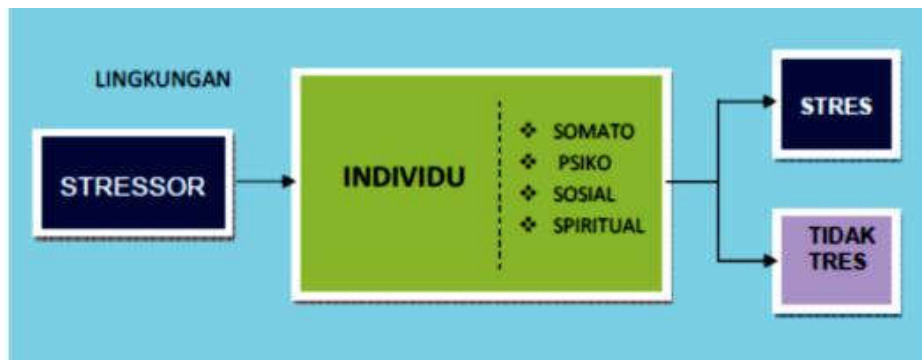 LINGKUNGAN
STRESSOR
INDIVIDU
❖ SOMATO
❖ PSIKO
❖ SOSIAL
❖ SPIRITUAL
STRES
TIDAK
TRES